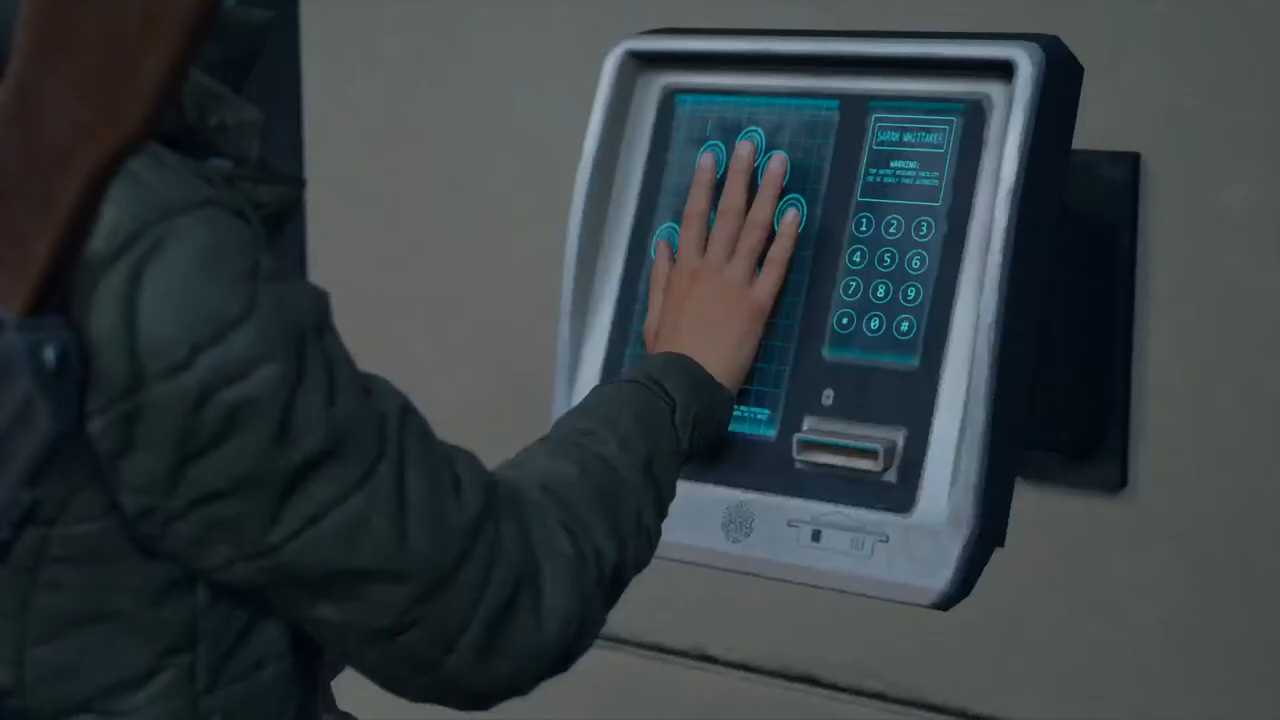 SARAH WHITTAKER
WARNING:
TOP SECRET RESEARCH FACILITY
1 2 3
4 5 6
7 8 9
* 0 #